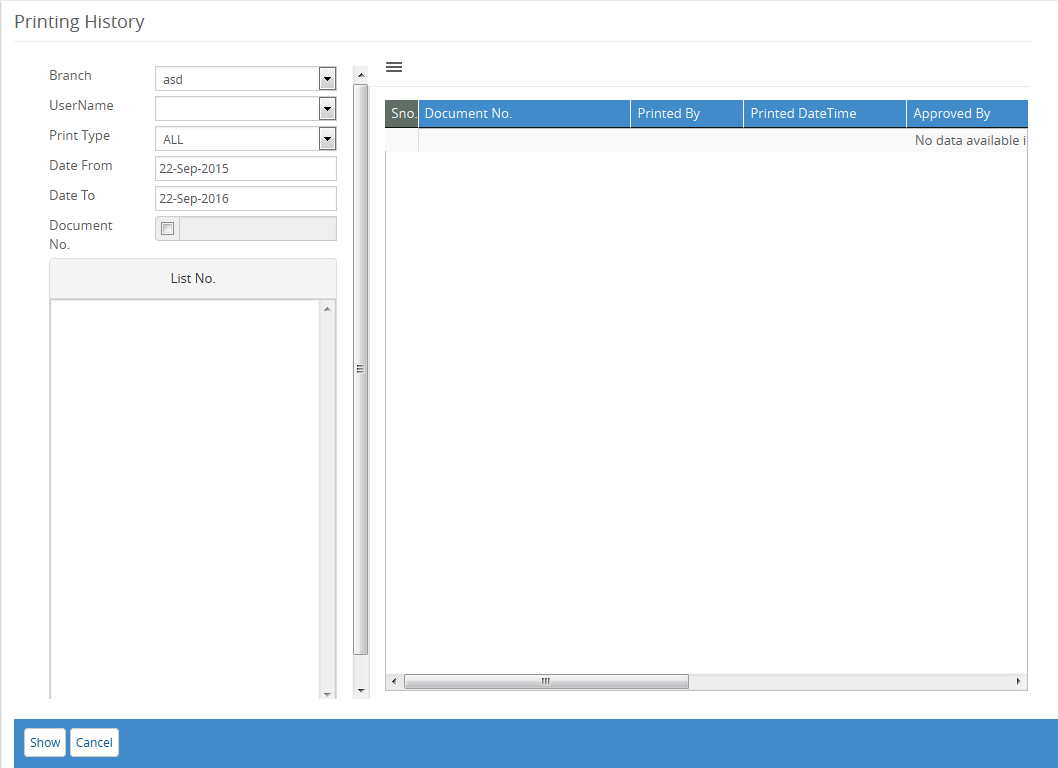 Printing History
Branch asd
UserName
Print Type ALL
Date From 22-Sep-2015
Date To 22-Sep-2016
Document
No.
List No.
Sno. Document No. Printed By Printed DateTime Approved By
No data available i
Show Cancel